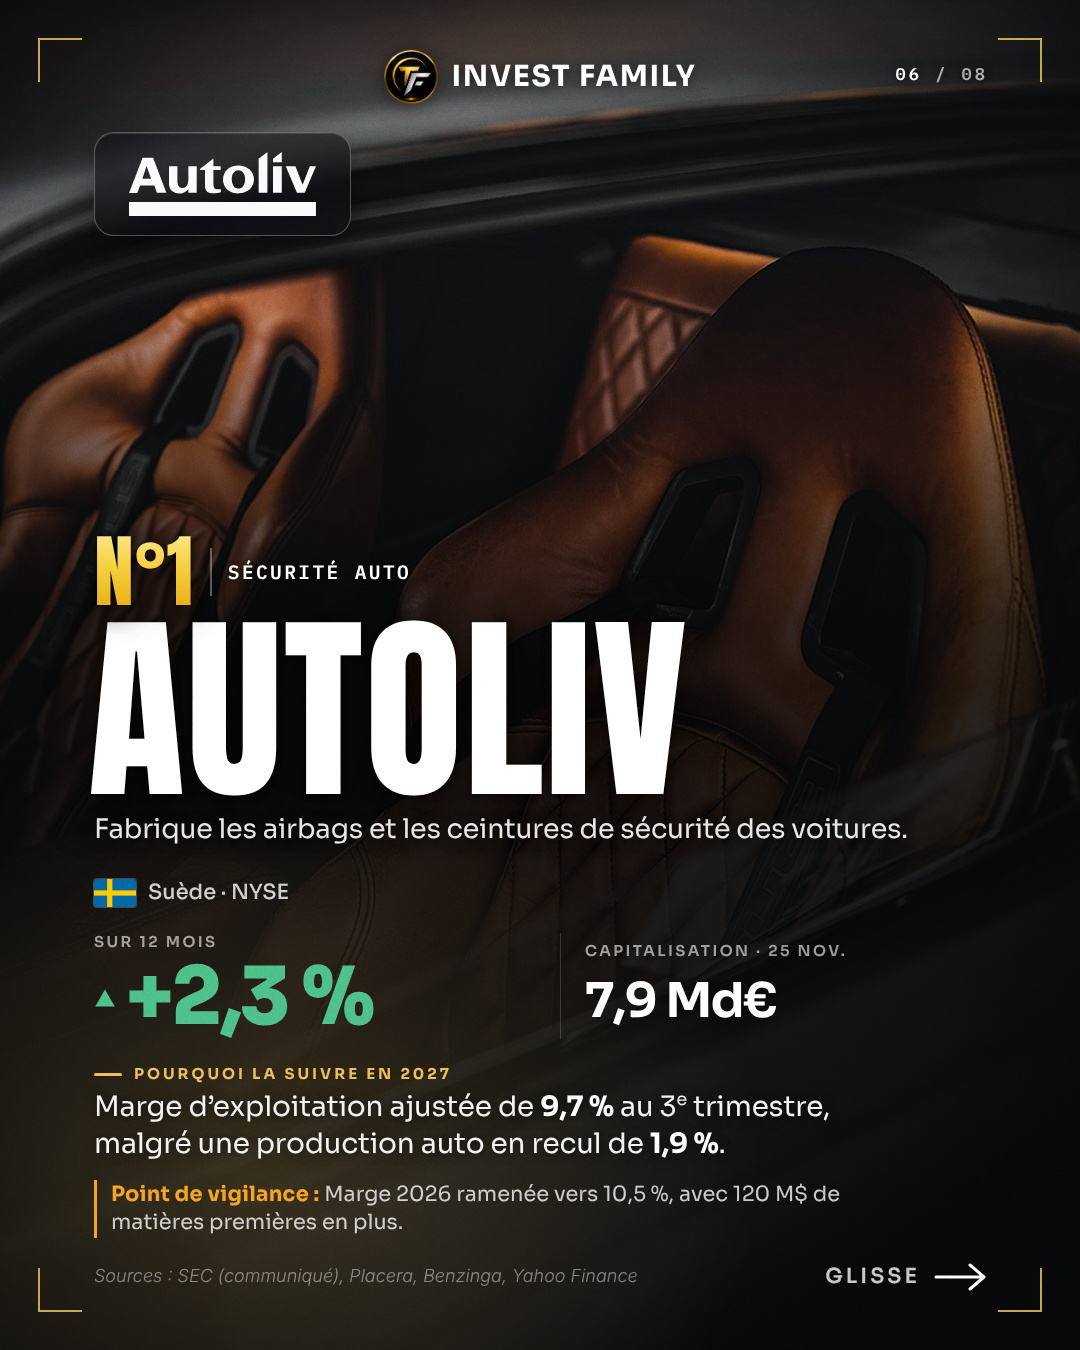 INVEST FAMILY
06 / 08
Autoliv
N°1
SÉCURITÉ AUTO
AUTOLIV
Fabrique les airbags et les ceintures de sécurité des voitures.
Suède · NYSE
SUR 12 MOIS
+2,3 %
CAPITALISATION · 25 NOV.
7,9 Md€
POURQUOI LA SUIVRE EN 2027
Marge d’exploitation ajustée de 9,7 % au 3e trimestre,
malgré une production auto en recul de 1,9 %.
Point de vigilance : Marge 2026 ramenée vers 10,5 %, avec 120 M$ de
matières premières en plus.
Sources : SEC (communiqué), Placera, Benzinga, Yahoo Finance
GLISSE